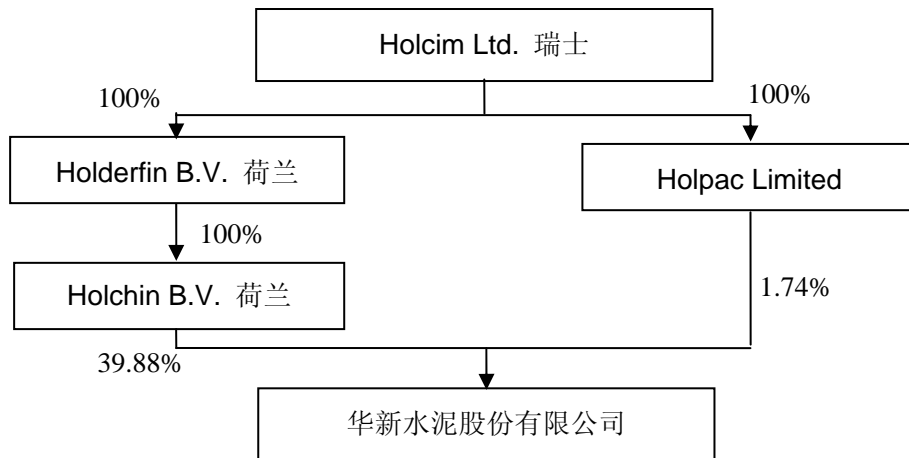 Holcim Ltd. 瑞士
100%
100%
Holderfin B.V. 荷兰
Holpac Limited
100%
Holchin B.V. 荷兰
1.74%
39.88%
华新水泥股份有限公司